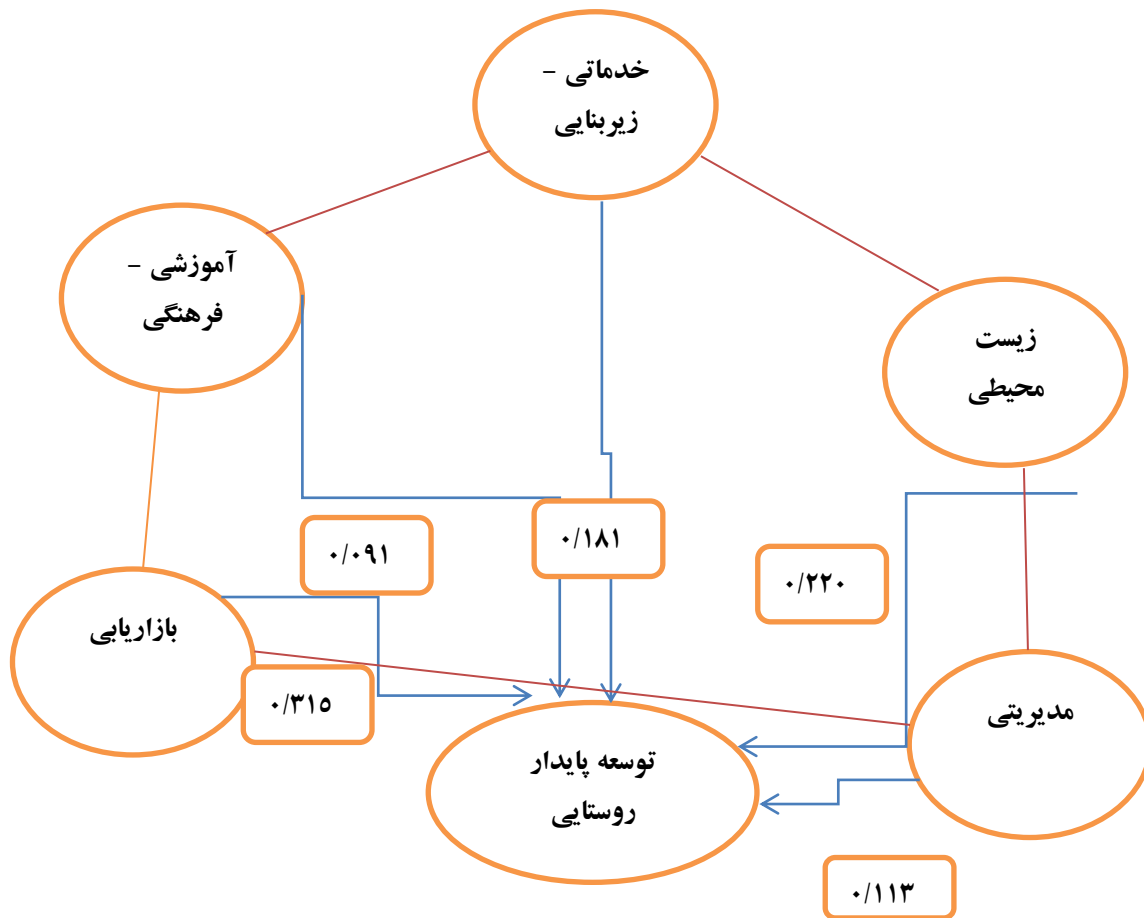 خدماتی –
زیربنایی
آموزشی –
فرهنگی
زیست
محیطی
۰/۰۹۱
۰/۱۸۱
۰/۲۲۰
بازاریابی
۰/۳۱۵
مدیریتی
توسعه پایدار
روستایی
۰/۱۱۳